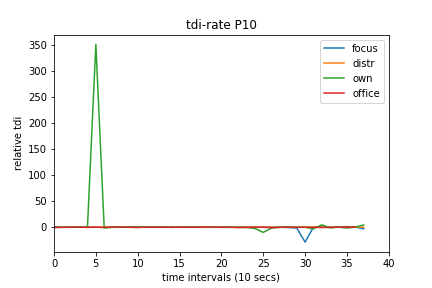 tdi-rate P10
350
300
250
200
150
100
50
0
relative tdi
focus
distr
own
office
0 5 10 15 20 25 30 35 40
time intervals (10 secs)